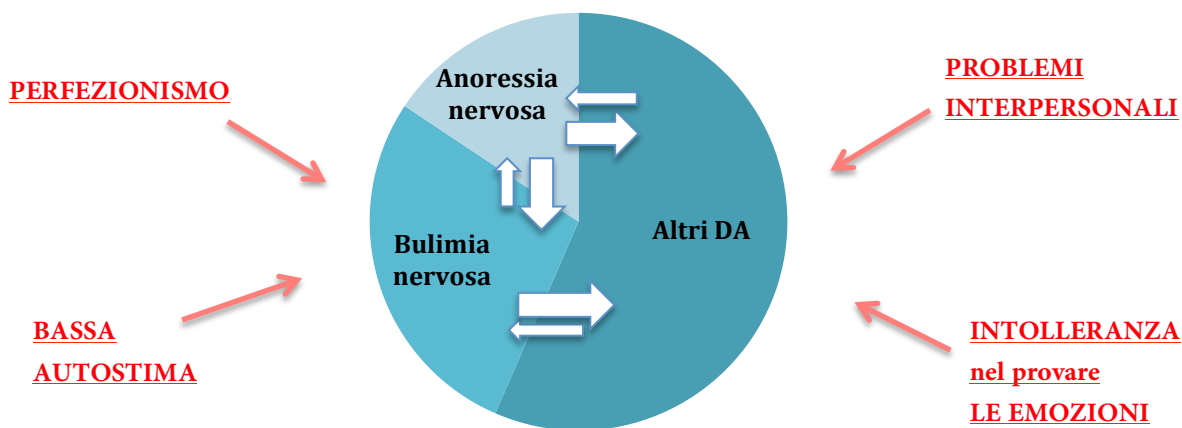 PERFEZIONISMO
Anoressia
nervosa
PROBLEMI
INTERPERSONALI
Bulimia
nervosa
Altri DA
BASSA
AUTOSTIMA
INTOLLERANZA
nel provare
LE EMOZIONI